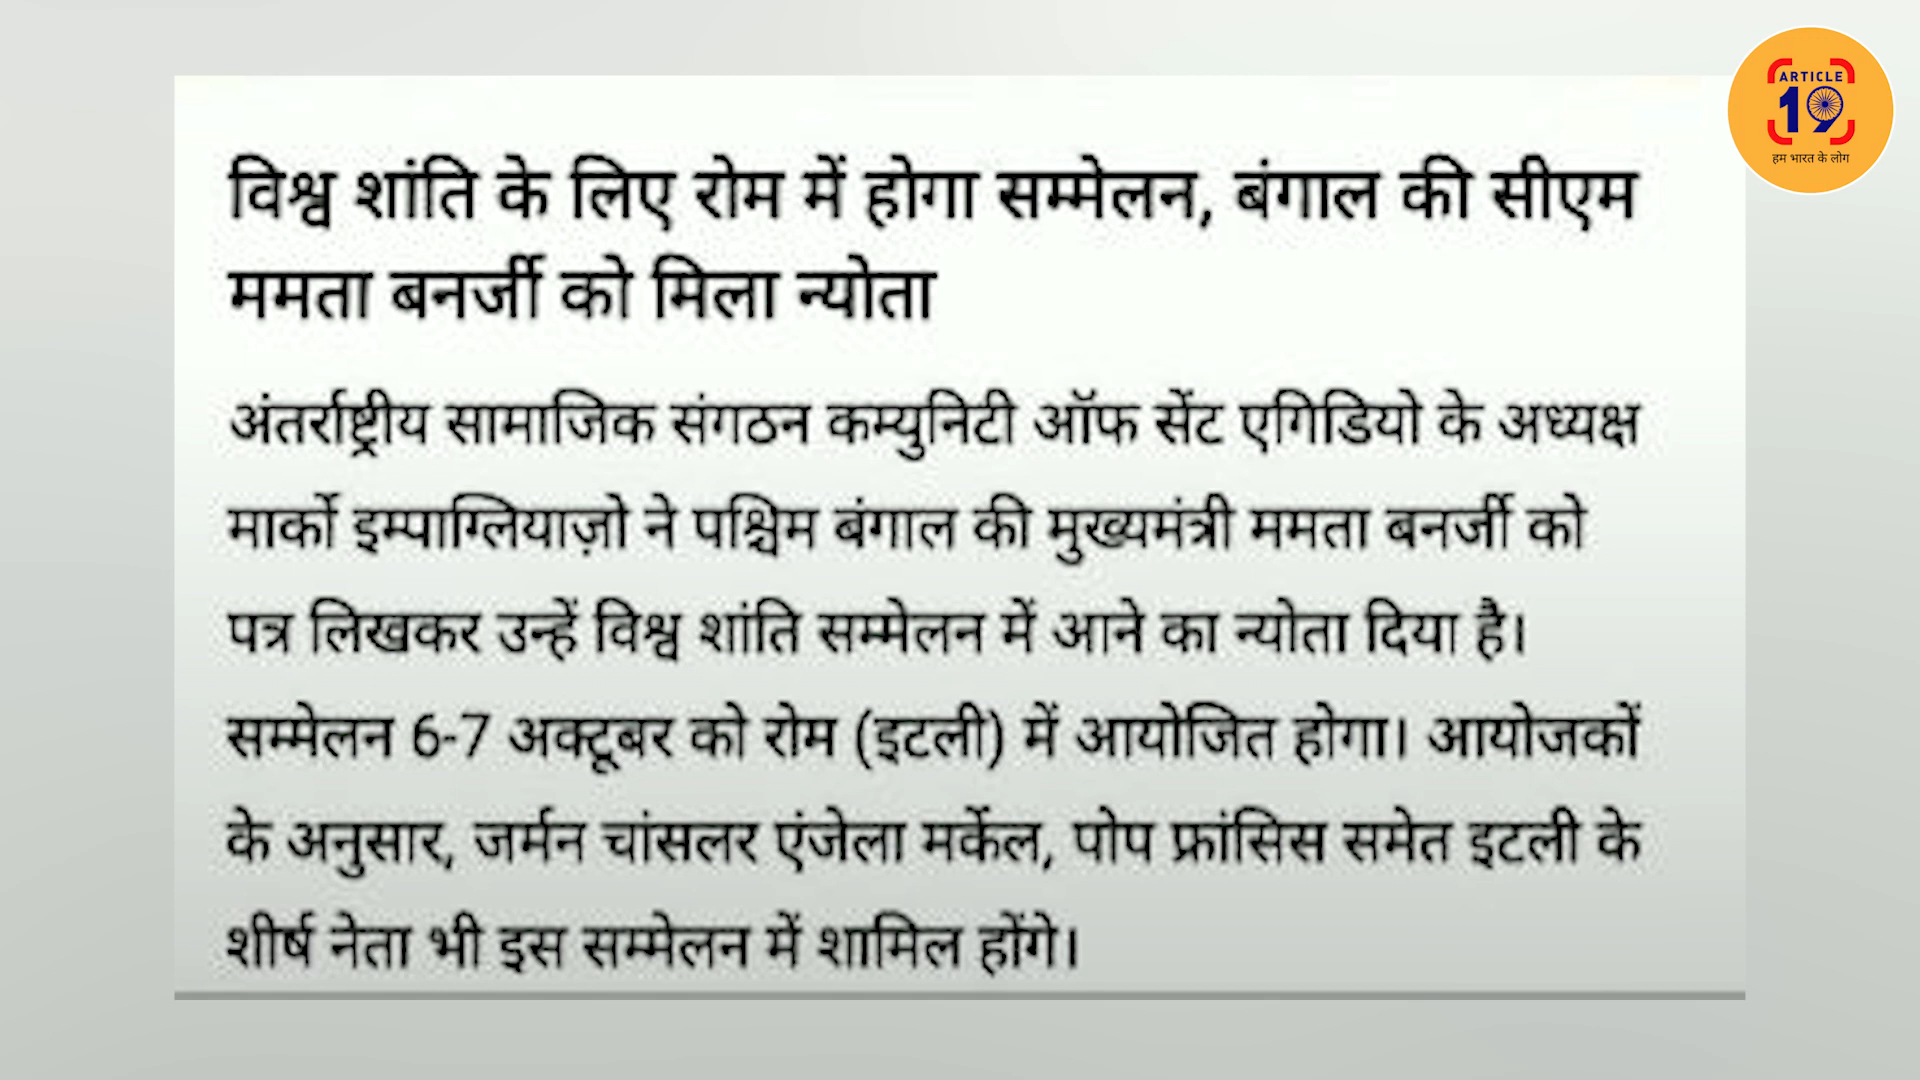 ARTICLE
19
हम भारत के लोग
विश्व शांति के लिए रोम में होगा सम्मेलन, बंगाल की सीएम
ममता बनर्जी को मिला न्योता
अंतर्राष्ट्रीय सामाजिक संगठन कम्युनिटी ऑफ सेंट एगिडियो के अध्यक्ष
मार्को इम्पाग्लियाज़ो ने पश्चिम बंगाल की मुख्यमंत्री ममता बनर्जी को
पत्र लिखकर उन्हें विश्व शांति सम्मेलन में आने का न्योता दिया है।
सम्मेलन 6-7 अक्टूबर को रोम (इटली) में आयोजित होगा। आयोजकों
के अनुसार, जर्मन चांसलर एंजेला मर्केल, पोप फ्रांसिस समेत इटली के
शीर्ष नेता भी इस सम्मेलन में शामिल होंगे।